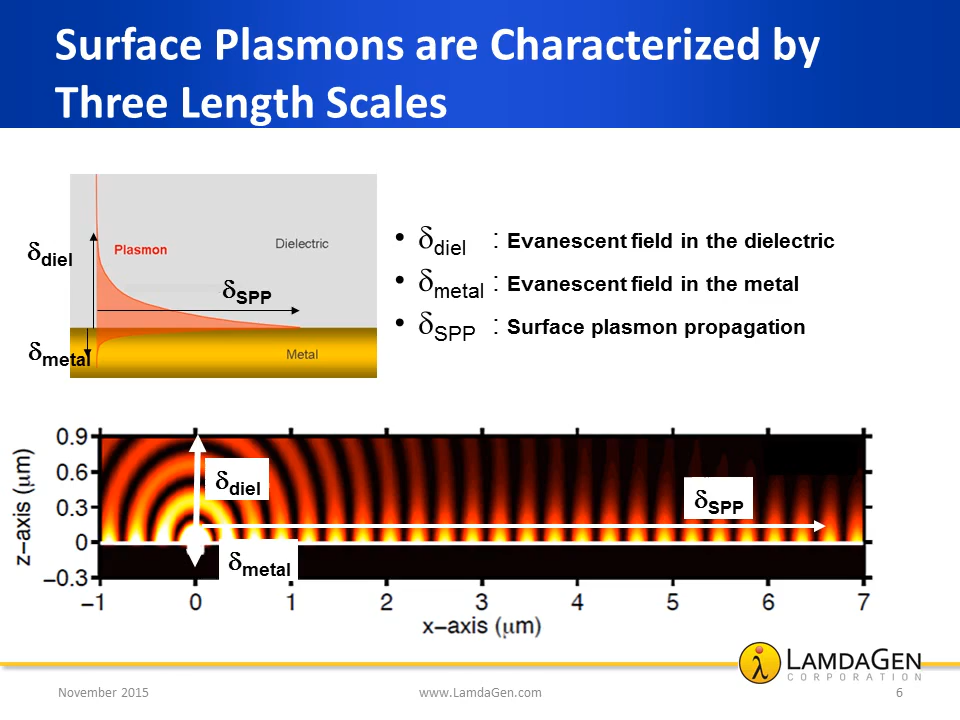 Surface Plasmons are Characterized by
Three Length Scales
δdiel
Plasmon
Dielectric
δSPP
δmetal
Metal
• δdiel : Evanescent field in the dielectric
• δmetal : Evanescent field in the metal
• δSPP : Surface plasmon propagation
z-axis (μm)
0.9
0.6
0.3
0
−0.3
δdiel
δSPP
δmetal
−1 0 1 2 3 4 5 6 7
x-axis (μm)
λ LAMDAGEN
CORPORATION
November 2015 www.LamdaGen.com 6